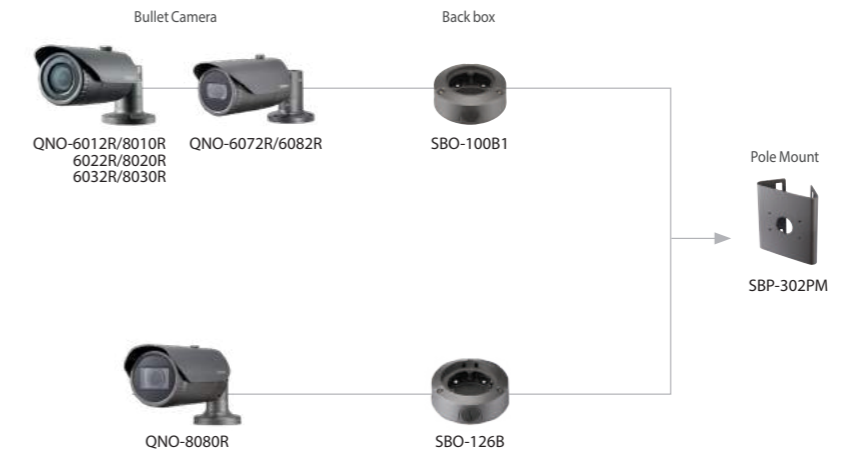 Bullet Camera
Back box
QNO-6012R/8010R
6022R/8020R
6032R/8030R
QNO-6072R/6082R
SBO-100B1
Pole Mount
SBP-302PM
QNO-8080R
SBO-126B